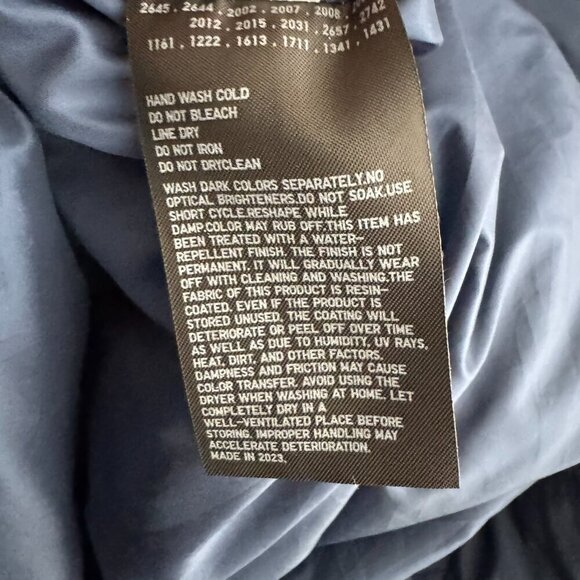 2645 . 2644 . 2002 . 2007 . 2008 . 2742
2012 . 2015 . 2031 . 2657
1161 . 1222 . 1613 . 1711 . 1341 . 1431
HAND WASH COLD
DO NOT BLEACH
LINE DRY
DO NOT IRON
DO NOT DRYCLEAN
WASH DARK COLORS SEPARATELY.NO
OPTICAL BRIGHTENERS.DO NOT SOAK.USE
SHORT CYCLE.RESHAPE WHILE
DAMP.COLOR MAY RUB OFF.THIS ITEM HAS
BEEN TREATED WITH A WATER-
REPELLENT FINISH. THE FINISH IS NOT
PERMANENT. IT WILL GRADUALLY WEAR
OFF WITH CLEANING AND WASHING.THE
FABRIC OF THIS PRODUCT IS RESIN-
COATED. EVEN IF THE PRODUCT IS
STORED UNUSED, THE COATING WILL
DETERIORATE OR PEEL OFF OVER TIME
AS WELL AS DUE TO HUMIDITY, UV RAYS,
HEAT, DIRT, AND OTHER FACTORS.
DAMPNESS AND FRICTION MAY CAUSE
COLOR TRANSFER. AVOID USING THE
DRYER WHEN WASHING AT HOME. LET
COMPLETELY DRY IN A
WELL-VENTILATED PLACE BEFORE
STORING. IMPROPER HANDLING MAY
ACCELERATE DETERIORATION.
MADE IN 2023.